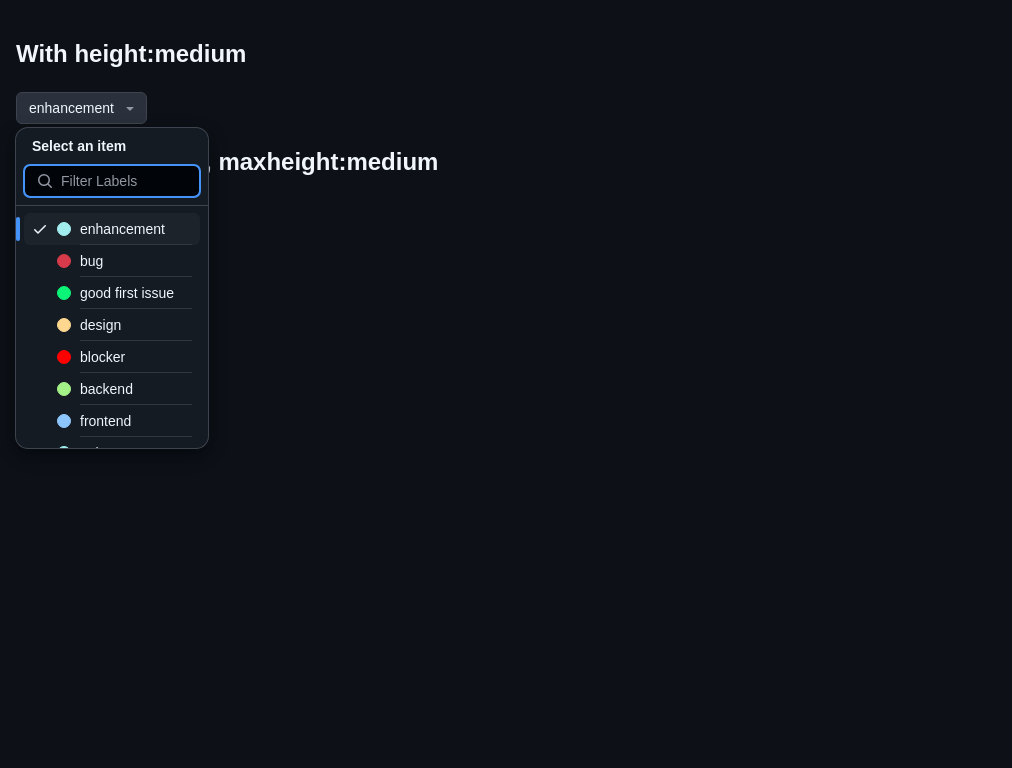 With height:medium
enhancement
Select an item
, maxheight:medium
Filter Labels
enhancement
bug
good first issue
design
blocker
backend
frontend